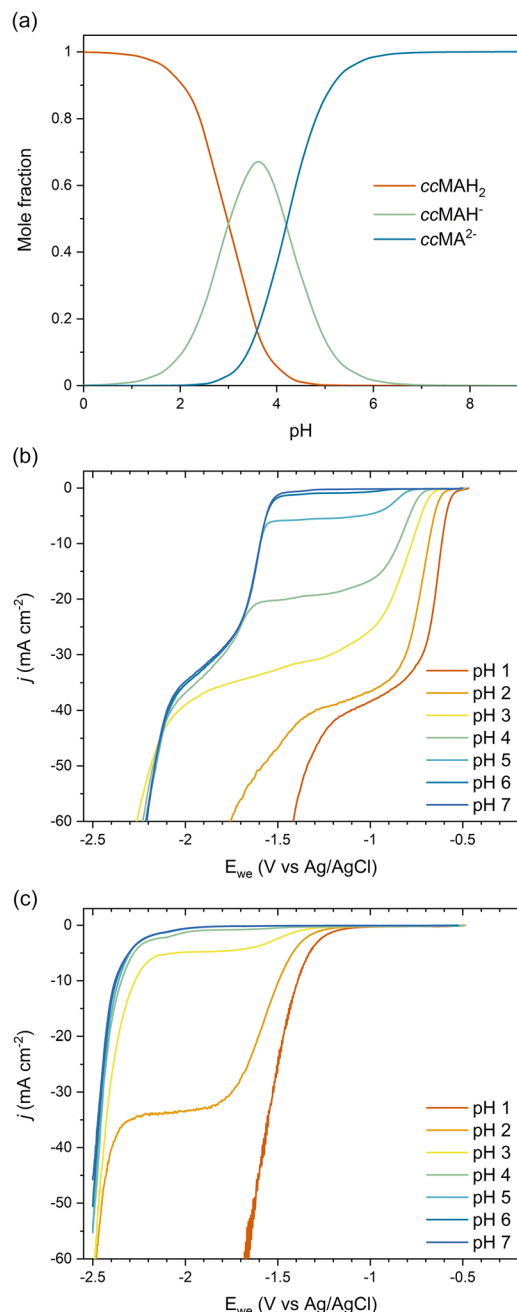 (a)
1
0.8
0.6
0.4
0.2
0
Mole fraction
ccMAH2
ccMAH-
ccMA2-
0
2
4
6
8
pH
(b)
0
-10
-20
-30
-40
-50
-60
j (mA cm-2)
pH 1
pH 2
pH 3
pH 4
pH 5
pH 6
pH 7
-2.5
-2
-1.5
-1
-0.5
Ewe (V vs Ag/AgCl)
(c)
0
-10
-20
-30
-40
-50
-60
j (mA cm-2)
pH 1
pH 2
pH 3
pH 4
pH 5
pH 6
pH 7
-2.5
-2
-1.5
-1
-0.5
Ewe (V vs Ag/AgCl)